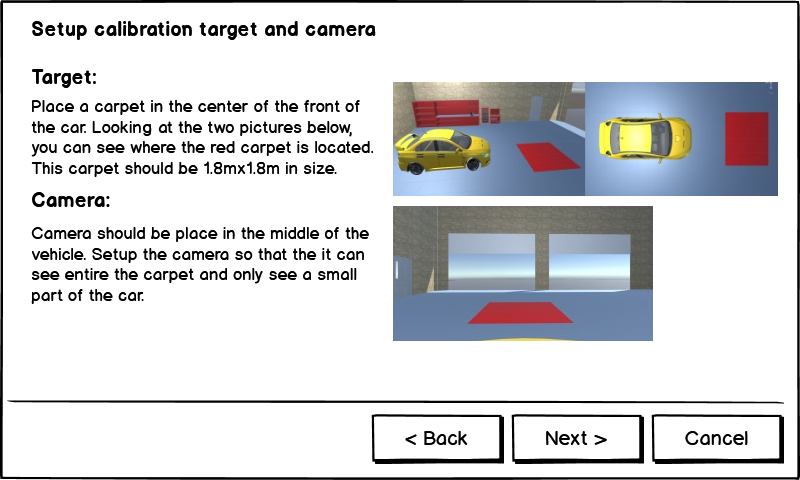 Setup calibration target and camera
Target:
Place a carpet in the center of the front of
the car. Looking at the two pictures below,
you can see where the red carpet is located.
This carpet should be 1.8mx1.8m in size.
Camera:
Camera should be place in the middle of the
vehicle. Setup the camera so that the it can
see entire the carpet and only see a small
part of the car.
< Back
Next >
Cancel